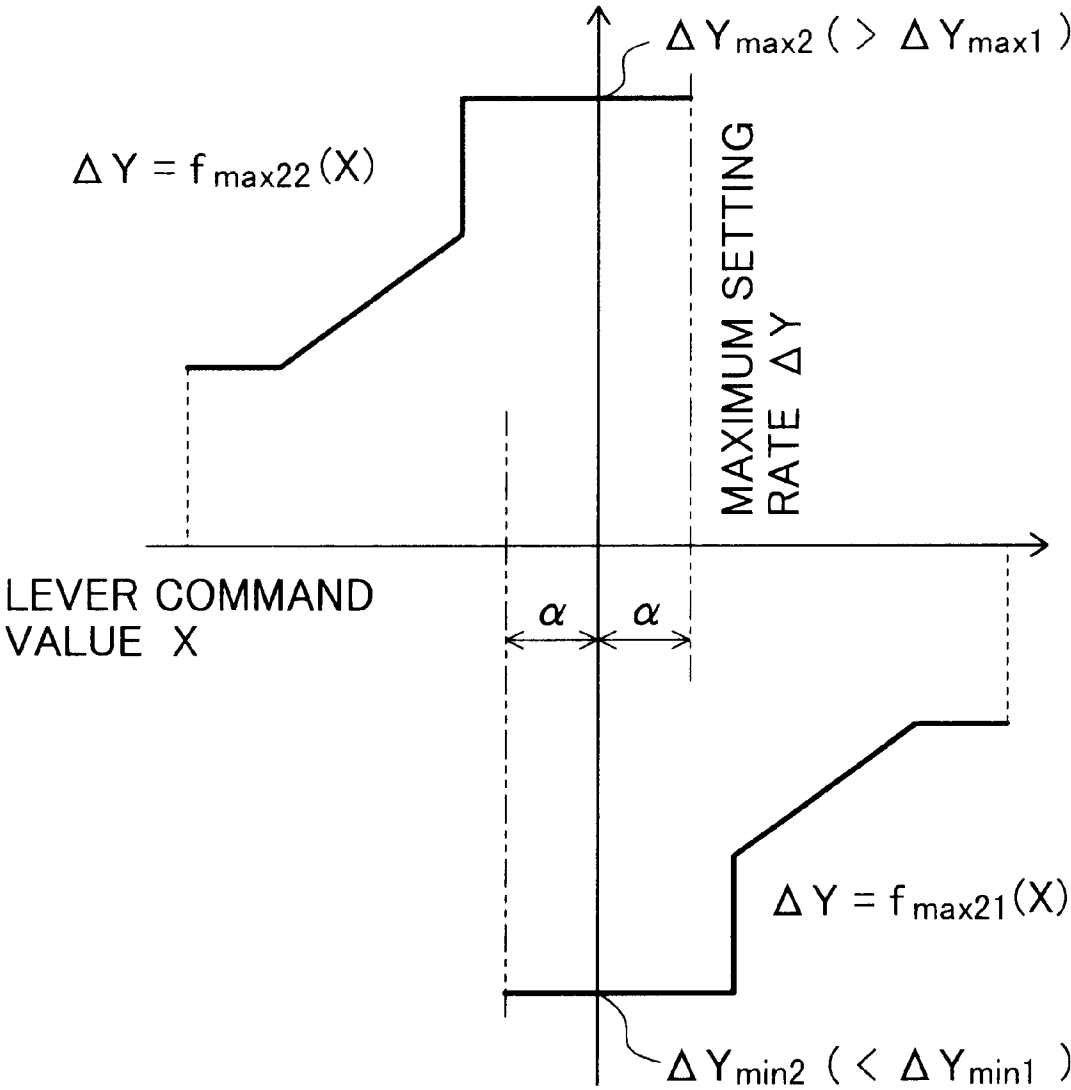 ΔYmax2 ( > ΔYmax1 )
ΔY = fmax22(X)
MAXIMUM SETTING
RATE ΔY
LEVER COMMAND
VALUE X
α
α
ΔY = fmax21(X)
ΔYmin2 ( < ΔYmin1 )